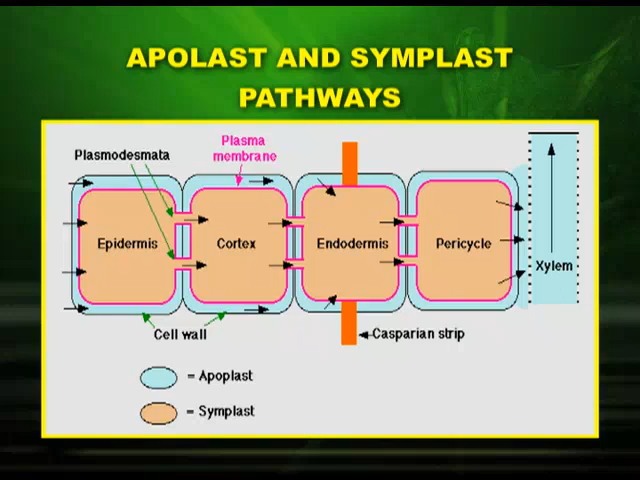 APOLAST AND SYMPLAST
PATHWAYS
Plasma
membrane
Plasmodesmata
Epidermis
Cortex
Endodermis
Pericycle
Xylem
Cell wall
Casparian strip
= Apoplast
= Symplast